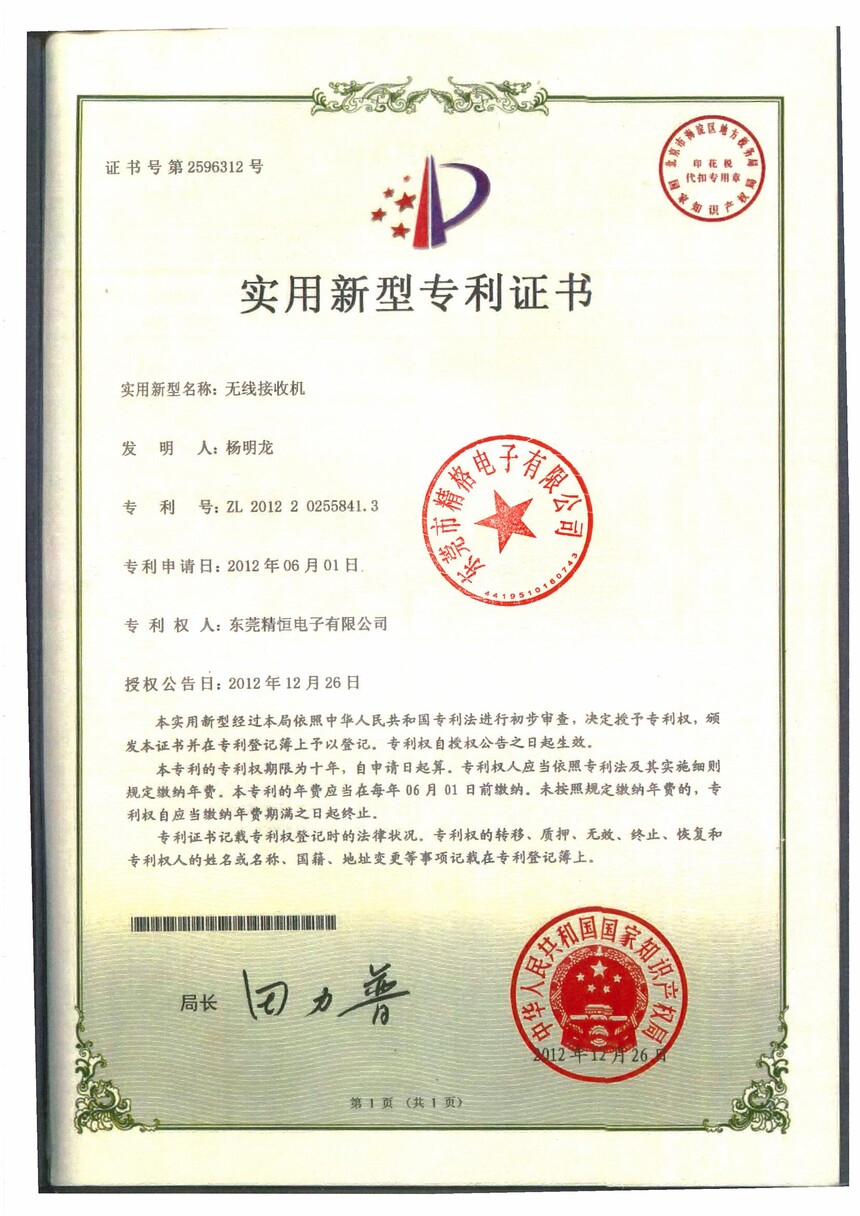 证书号第2596312号
北京市海淀区地方税务局
印花税
代扣专用章
国家知识产权局
实用新型专利证书
实用新型名称：无线接收机
发 明 人：杨明龙
专 利 号：ZL 2012 2 0255841.3
专利申请日：2012年06月01日
专 利 权 人：东莞精恒电子有限公司
授权公告日：2012年12月26日
东莞市精格电子有限公司
4419510160743
本实用新型经过本局依照中华人民共和国专利法进行初步审查，决定授予专利权，颁
发本证书并在专利登记簿上予以登记。专利权自授权公告之日起生效。
本专利的专利权期限为十年，自申请日起算。专利权人应当依照专利法及其实施细则
规定缴纳年费。本专利的年费应当在每年06月01日前缴纳。未按照规定缴纳年费的，专
利权自应当缴纳年费期满之日起终止。
专利证书记载专利权登记时的法律状况。专利权的转移、质押、无效、终止、恢复和
专利权人的姓名或名称、国籍、地址变更等事项记载在专利登记簿上。
局长 田力普
中华人民共和国国家知识产权局
2012年12月26日
第1页（共1页）